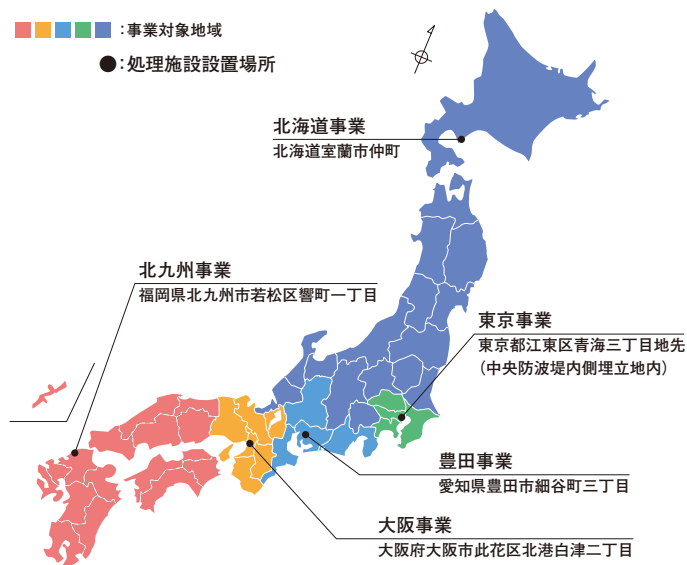 ：事業対象地域
●：処理施設設置場所
北海道事業
北海道室蘭市仲町
北九州事業
福岡県北九州市若松区響町一丁目
東京事業
東京都江東区青海三丁目地先
（中央防波堤内側埋立地内）
豊田事業
愛知県豊田市細谷町三丁目
大阪事業
大阪府大阪市此花区北港白津二丁目